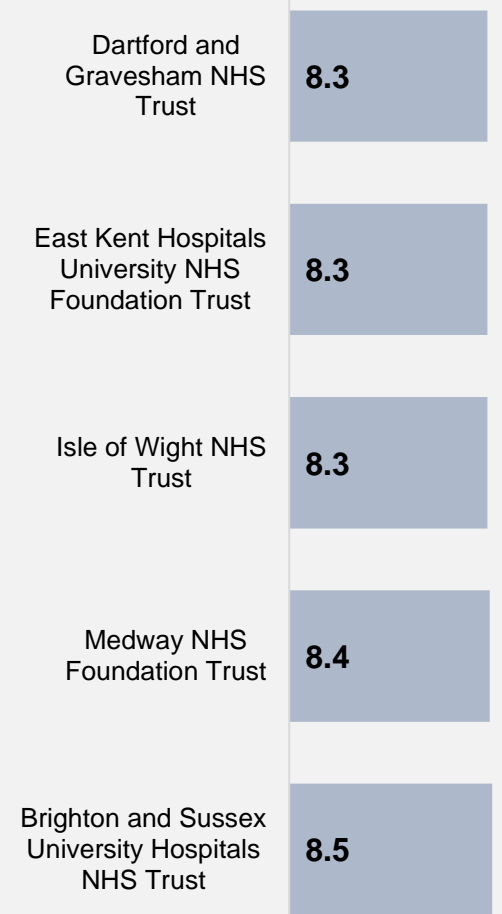 Dartford and
Gravesham NHS
Trust
8.3
East Kent Hospitals
University NHS
Foundation Trust
8.3
Isle of Wight NHS
Trust
8.3
Medway NHS
Foundation Trust
8.4
Brighton and Sussex
University Hospitals
NHS Trust
8.5